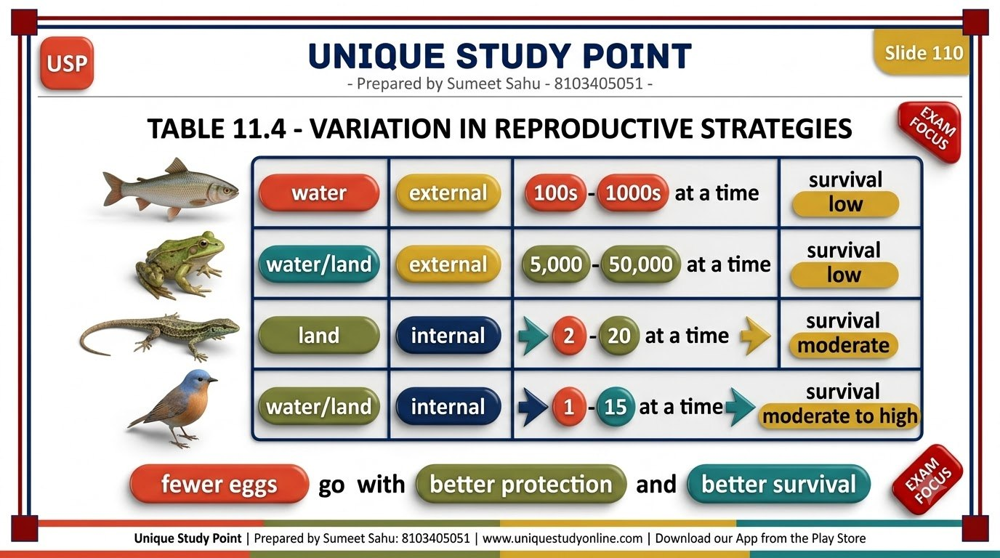 USP
UNIQUE STUDY POINT
Slide 110
- Prepared by Sumeet Sahu - 8103405051 -
TABLE 11.4 - VARIATION IN REPRODUCTIVE STRATEGIES
EXAM
FOCUS
water external 100s - 1000s at a time survival
low
water/land external 5,000 - 50,000 at a time survival
low
land internal 2 - 20 at a time survival
moderate
water/land internal 1 - 15 at a time survival
moderate to high
fewer eggs go with better protection and better survival
EXAM
FOCUS
Unique Study Point | Prepared by Sumeet Sahu: 8103405051 | www.uniquestudyonline.com | Download our App from the Play Store